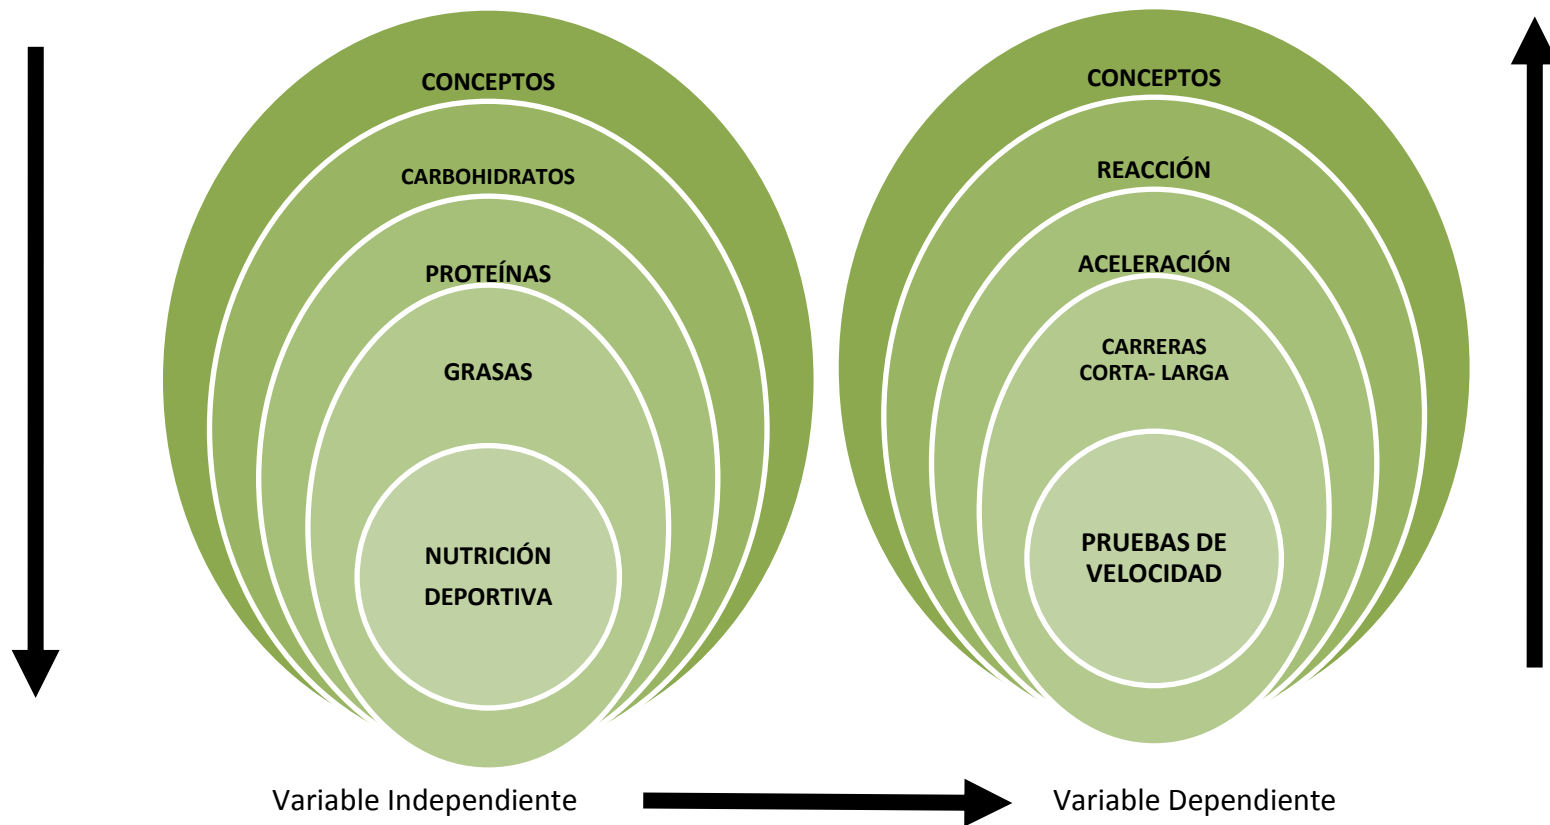 CONCEPTOS
CARBOHIDRATOS
PROTEÍNAS
GRASAS
NUTRICIÓN
DEPORTIVA
CONCEPTOS
REACCIÓN
ACELERACIÓN
CARRERAS
CORTA- LARGA
PRUEBAS DE
VELOCIDAD
Variable Independiente
Variable Dependiente